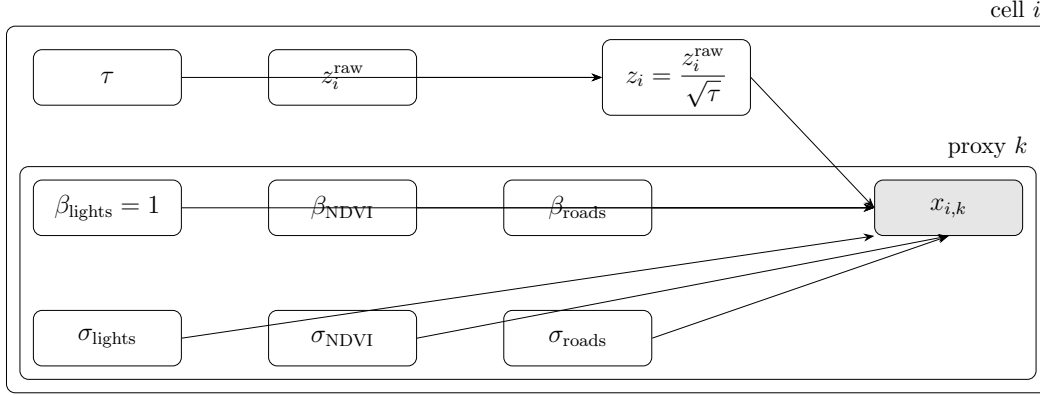 cell i
τ
z_i^raw
z_i = z_i^raw / √τ
proxy k
β_lights = 1
β_NDVI
β_roads
x_{i,k}
σ_lights
σ_NDVI
σ_roads